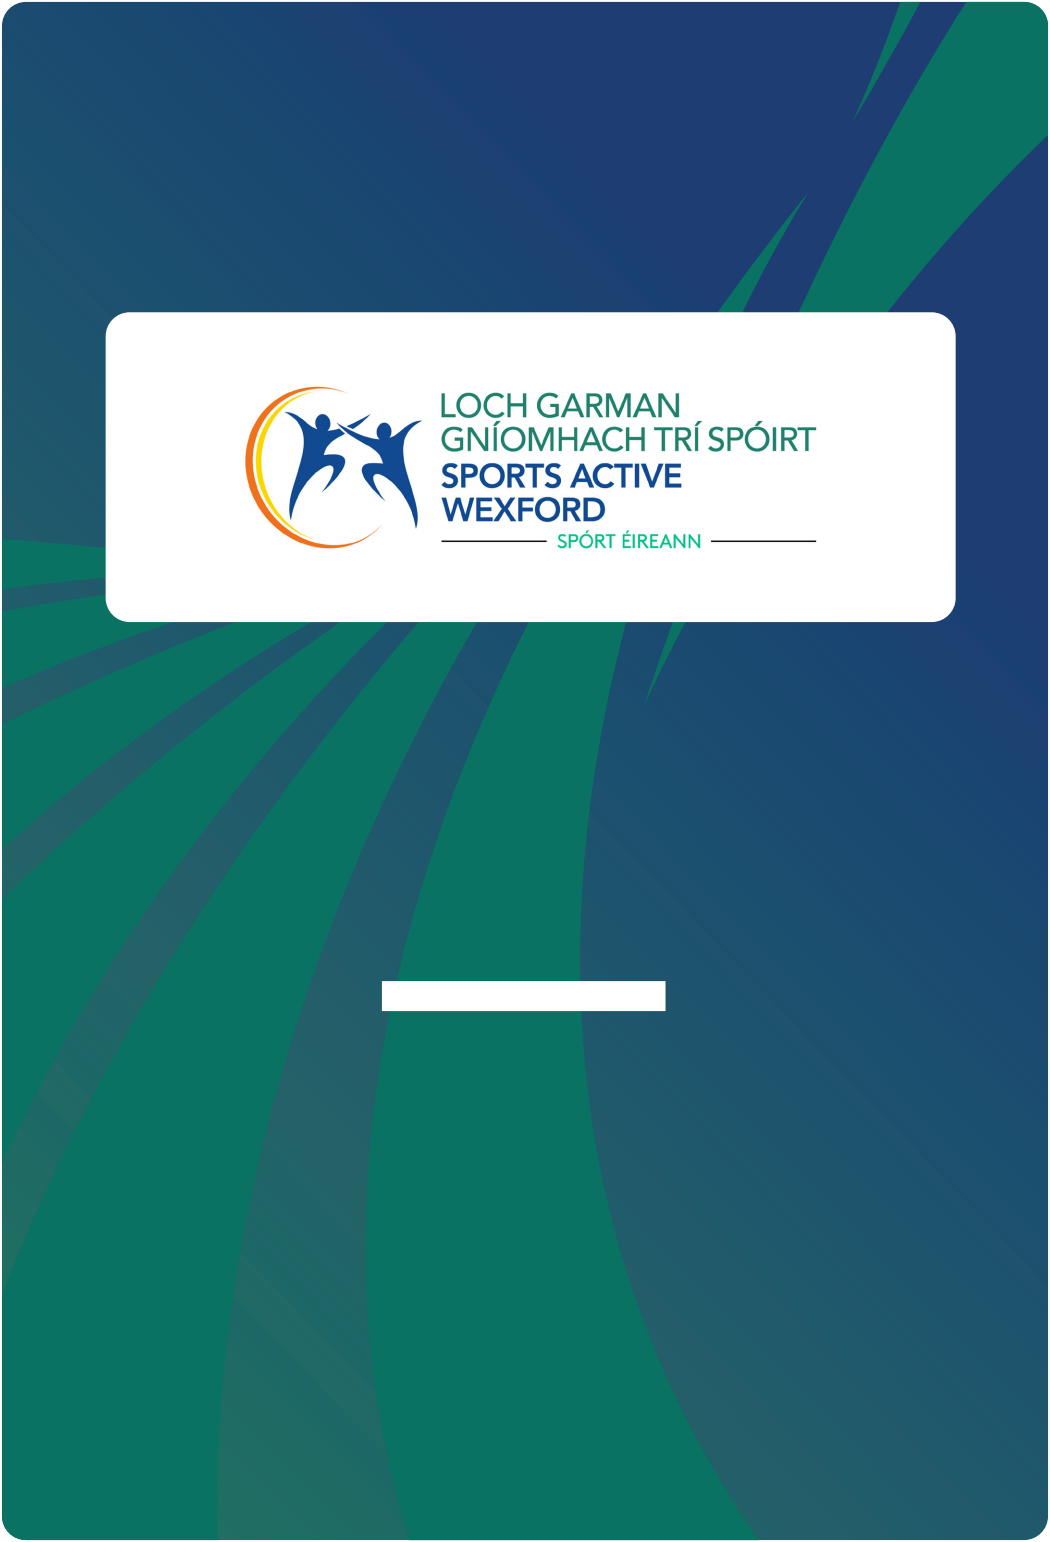 LOCH GARMAN
GNÍOMHACH TRÍ SPÓIRT
SPORTS ACTIVE
WEXFORD
SPÓRT ÉIREANN